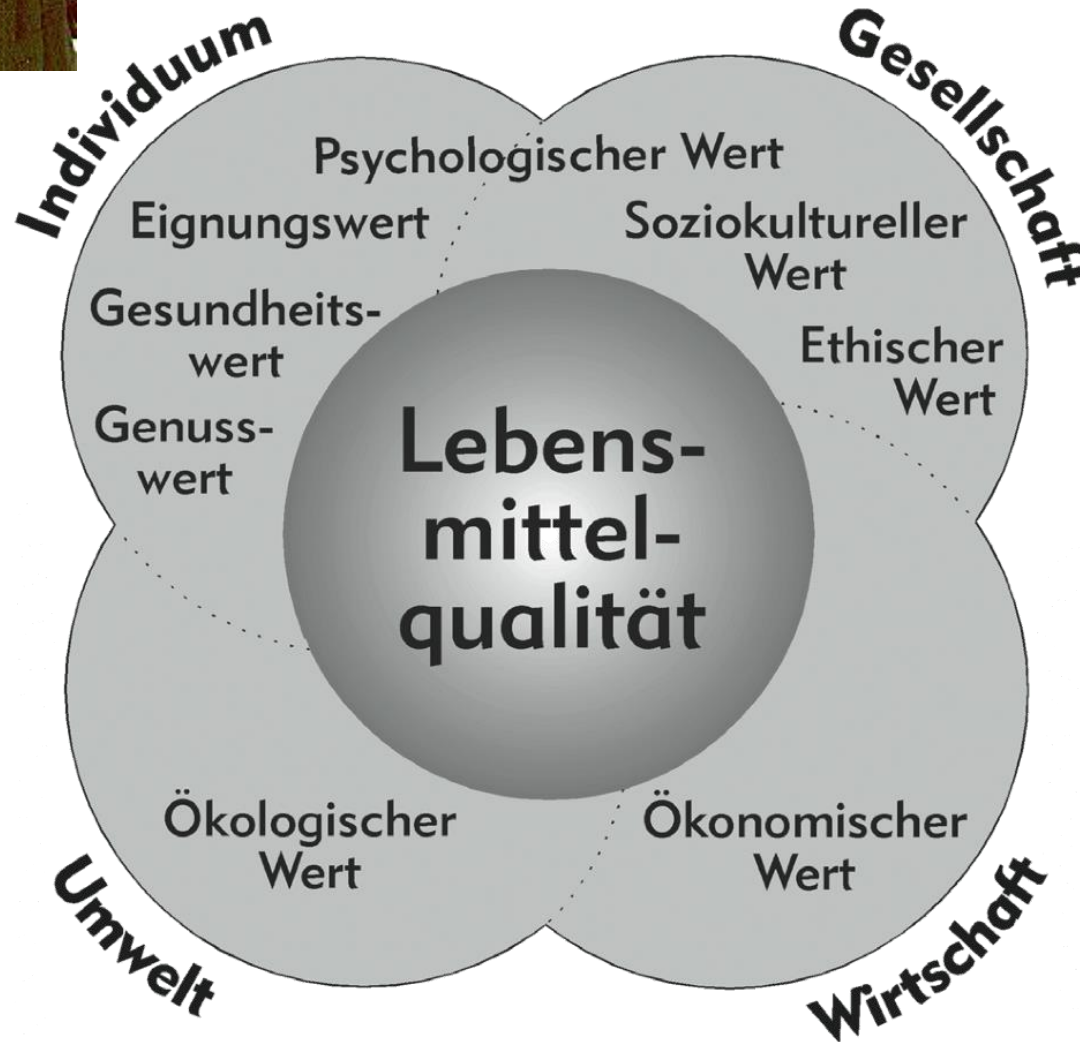 Individuum
Gesellschaft
Psychologischer Wert
Eignungswert
Soziokultureller
Wert
Gesundheits-
wert
Ethischer
Wert
Genuss-
wert
Lebens-
mittel-
qualität
Ökologischer
Wert
Ökonomischer
Wert
Umwelt
Wirtschaft